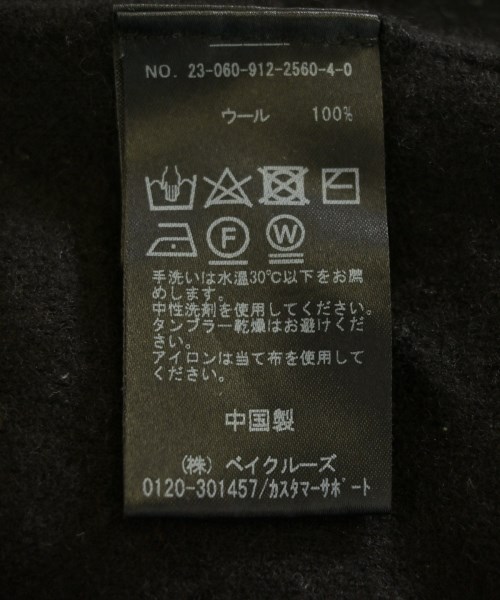 NO. 23-060-912-2560-4-0
ウール 100%
F
W
手洗いは水温30℃以下をお薦
めします。
中性洗剤を使用してください。
タンブラー乾燥はお避けくだ
さい。
アイロンは当て布を使用して
ください。
中国製
(株) ベイクルーズ
0120-301457/カスタマーサポート